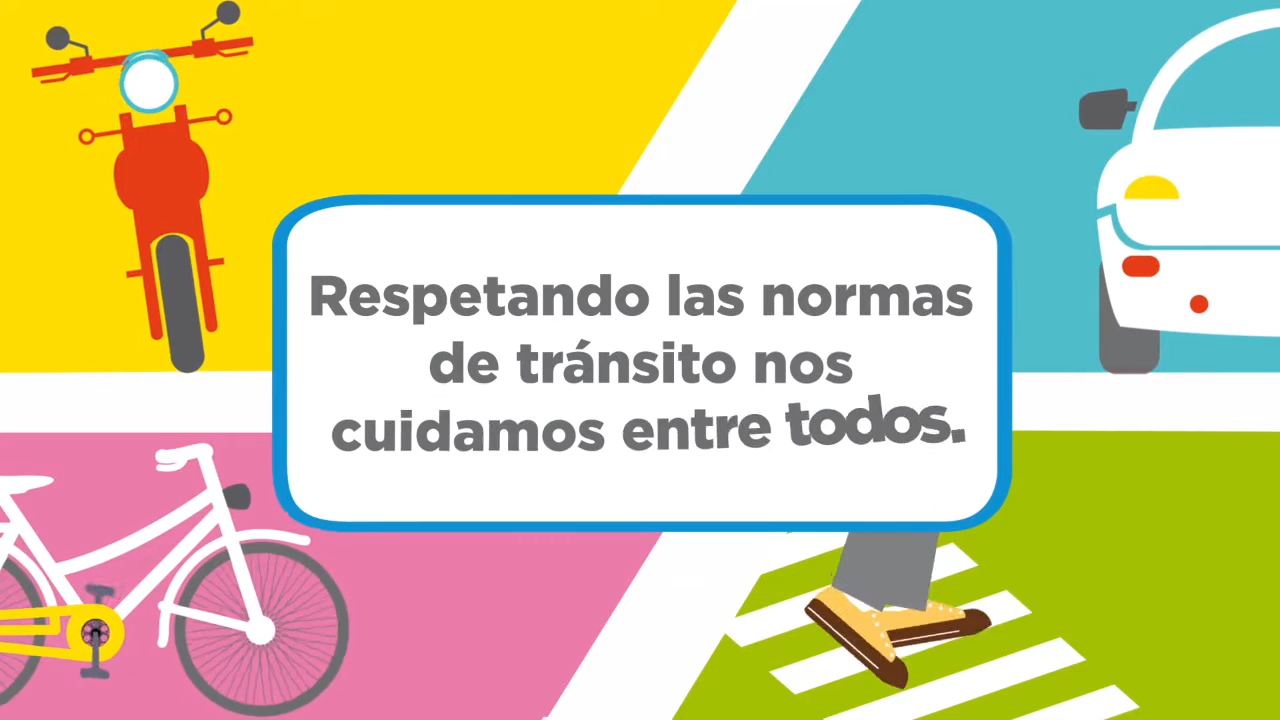 Respetando las normas
de tránsito nos
cuidamos entre todos.